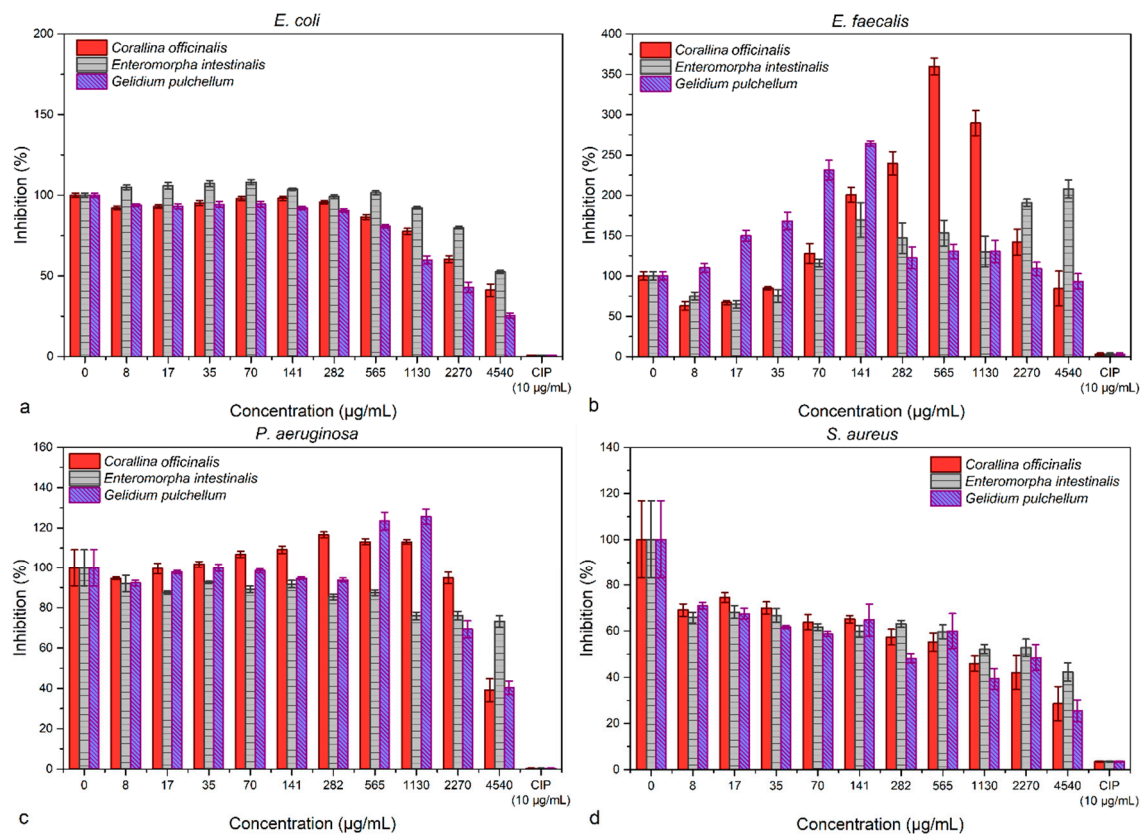 E. coli
200
150
100
50
0
Inhibition (%)
Corallina officinalis
Enteromorpha intestinalis
Gelidium pulchellum
0 8 17 35 70 141 282 565 1130 2270 4540 CIP
(10 µg/mL)
Concentration (µg/mL)
a
E. faecalis
400
350
300
250
200
150
100
50
0
Inhibition (%)
Corallina officinalis
Enteromorpha intestinalis
Gelidium pulchellum
0 8 17 35 70 141 282 565 1130 2270 4540 CIP
(10 µg/mL)
Concentration (µg/mL)
b
P. aeruginosa
160
140
120
100
80
60
40
20
0
Inhibition (%)
Corallina officinalis
Enteromorpha intestinalis
Gelidium pulchellum
0 8 17 35 70 141 282 565 1130 2270 4540 CIP
(10 µg/mL)
Concentration (µg/mL)
c
S. aureus
140
120
100
80
60
40
20
0
Inhibition (%)
Corallina officinalis
Enteromorpha intestinalis
Gelidium pulchellum
0 8 17 35 70 141 282 565 1130 2270 4540 CIP
(10 µg/mL)
Concentration (µg/mL)
d